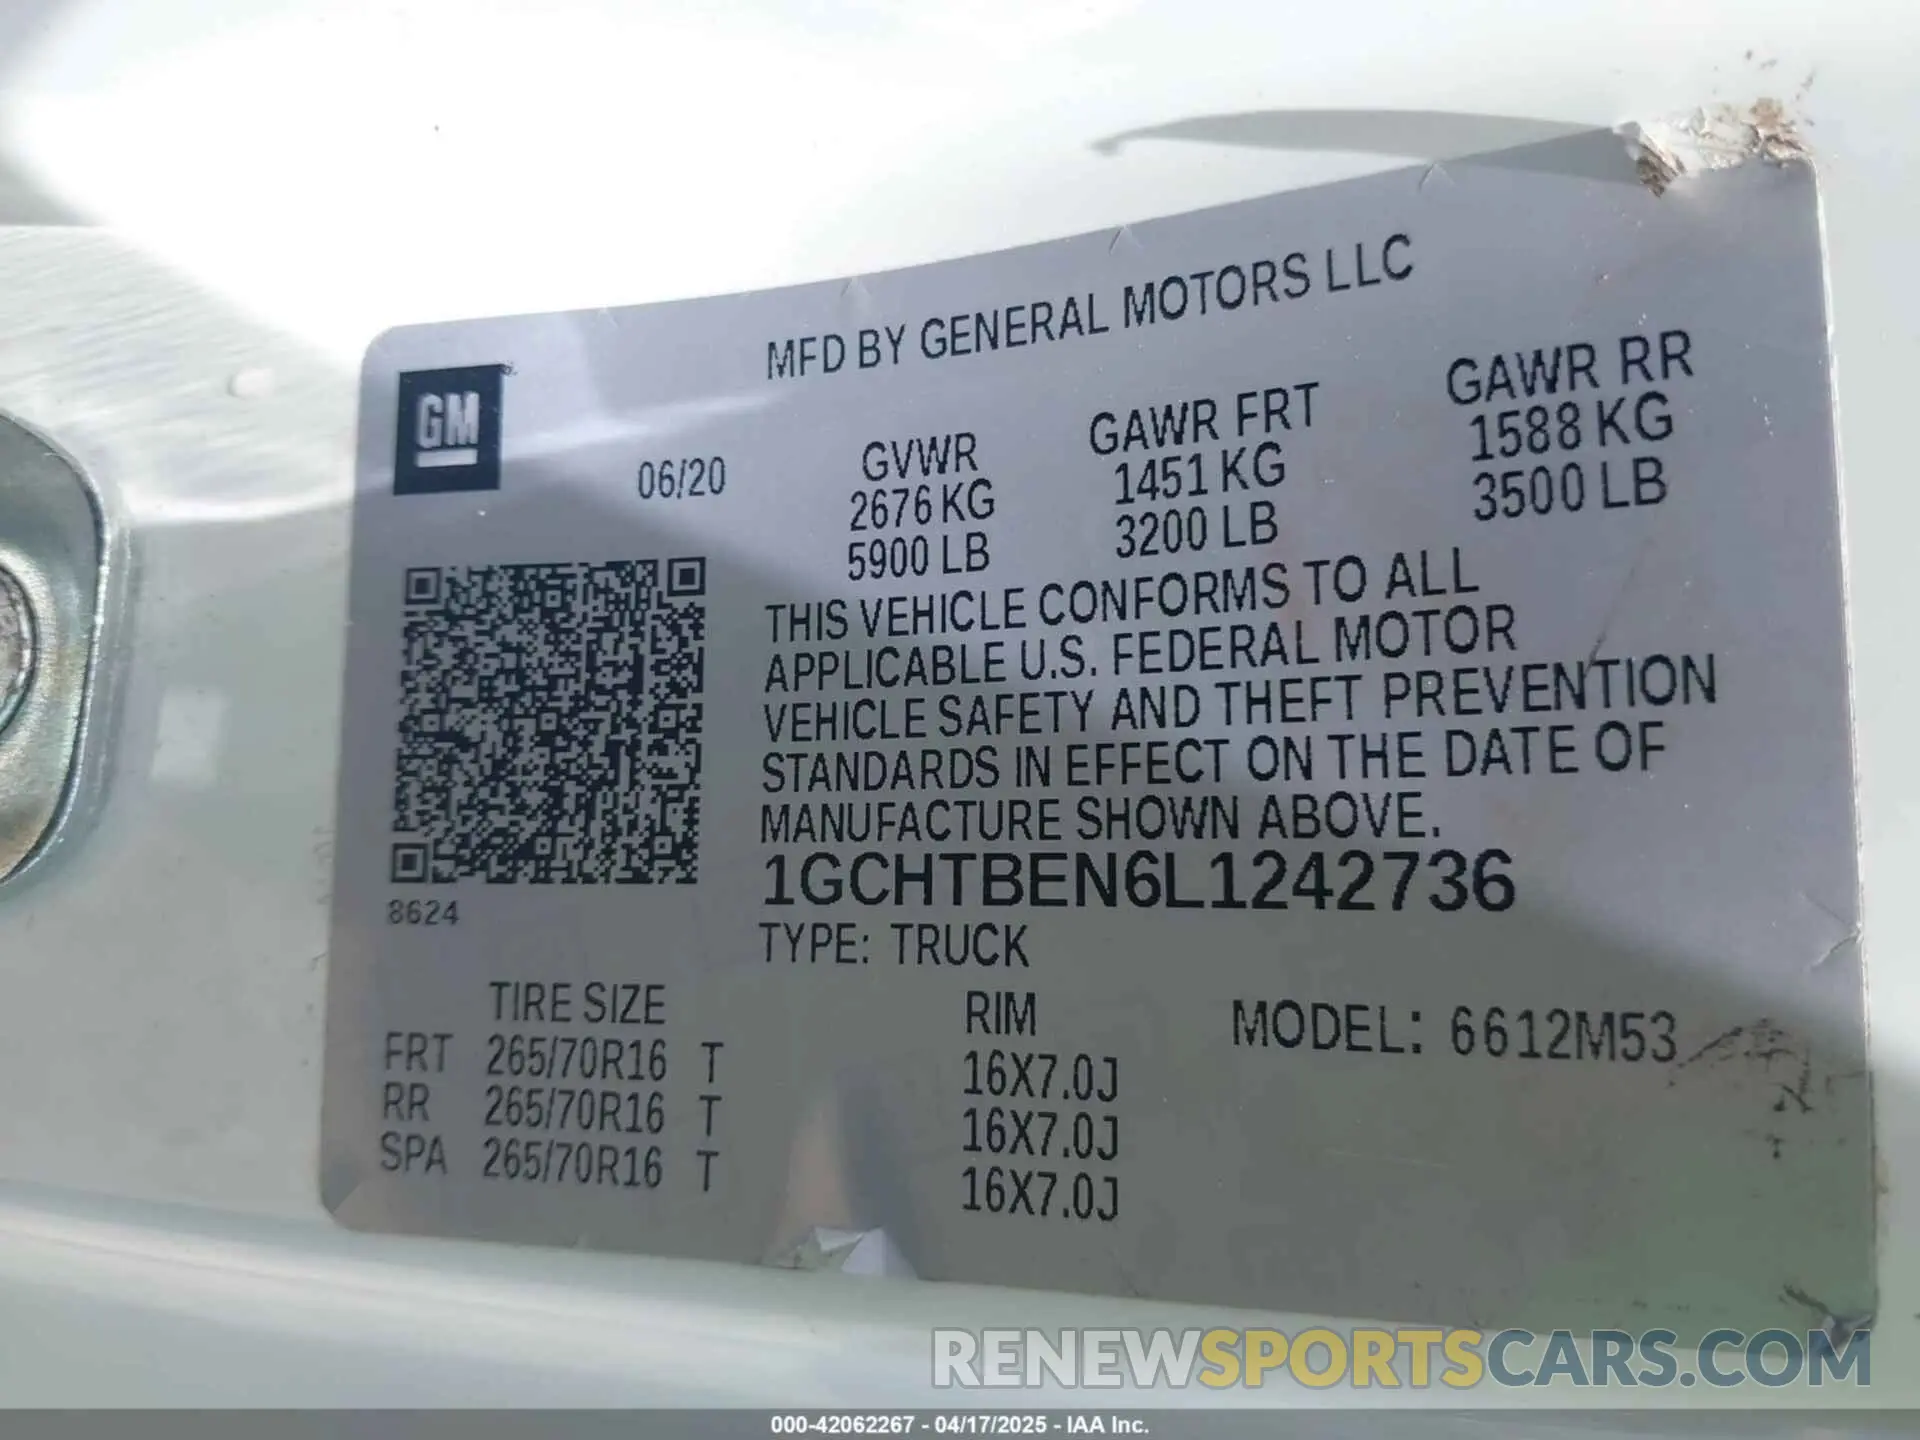 MFD BY GENERAL MOTORS LLC
GM
06/20
GVWR
2676 KG
5900 LB
GAWR FRT
1451 KG
3200 LB
GAWR RR
1588 KG
3500 LB
THIS VEHICLE CONFORMS TO ALL
APPLICABLE U.S. FEDERAL MOTOR
VEHICLE SAFETY AND THEFT PREVENTION
STANDARDS IN EFFECT ON THE DATE OF
MANUFACTURE SHOWN ABOVE.
1GCHTBEN6L1242736
8624
TYPE: TRUCK
TIRE SIZE RIM MODEL: 6612M53
FRT 265/70R16 T 16X7.0J
RR 265/70R16 T 16X7.0J
SPA 265/70R16 T 16X7.0J
RENEWSPORTSCARS.COM
000-42062267 - 04/17/2025 - IAA Inc.